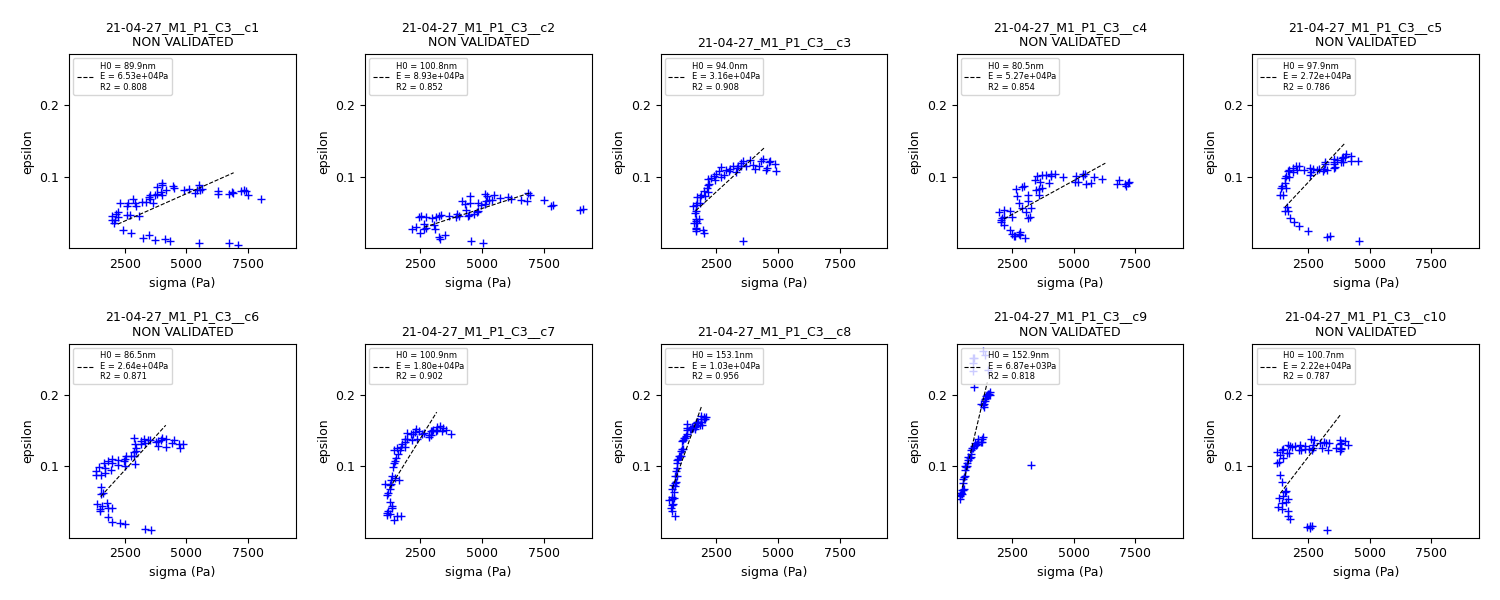 21-04-27_M1_P1_C3__c1
NON VALIDATED
H0 = 89.9nm
E = 6.53e+04Pa
R2 = 0.808
epsilon
0.2
0.1
2500 5000 7500
sigma (Pa)
21-04-27_M1_P1_C3__c2
NON VALIDATED
H0 = 100.8nm
E = 8.93e+04Pa
R2 = 0.852
epsilon
0.2
0.1
2500 5000 7500
sigma (Pa)
21-04-27_M1_P1_C3__c3
H0 = 94.0nm
E = 3.16e+04Pa
R2 = 0.908
epsilon
0.2
0.1
2500 5000 7500
sigma (Pa)
21-04-27_M1_P1_C3__c4
NON VALIDATED
H0 = 80.5nm
E = 5.27e+04Pa
R2 = 0.854
epsilon
0.2
0.1
2500 5000 7500
sigma (Pa)
21-04-27_M1_P1_C3__c5
NON VALIDATED
H0 = 97.9nm
E = 2.72e+04Pa
R2 = 0.786
epsilon
0.2
0.1
2500 5000 7500
sigma (Pa)
21-04-27_M1_P1_C3__c6
NON VALIDATED
H0 = 86.5nm
E = 2.64e+04Pa
R2 = 0.871
epsilon
0.2
0.1
2500 5000 7500
sigma (Pa)
21-04-27_M1_P1_C3__c7
H0 = 100.9nm
E = 1.80e+04Pa
R2 = 0.902
epsilon
0.2
0.1
2500 5000 7500
sigma (Pa)
21-04-27_M1_P1_C3__c8
H0 = 153.1nm
E = 1.03e+04Pa
R2 = 0.956
epsilon
0.2
0.1
2500 5000 7500
sigma (Pa)
21-04-27_M1_P1_C3__c9
NON VALIDATED
H0 = 152.9nm
E = 6.87e+03Pa
R2 = 0.818
epsilon
0.2
0.1
2500 5000 7500
sigma (Pa)
21-04-27_M1_P1_C3__c10
NON VALIDATED
H0 = 100.7nm
E = 2.22e+04Pa
R2 = 0.787
epsilon
0.2
0.1
2500 5000 7500
sigma (Pa)